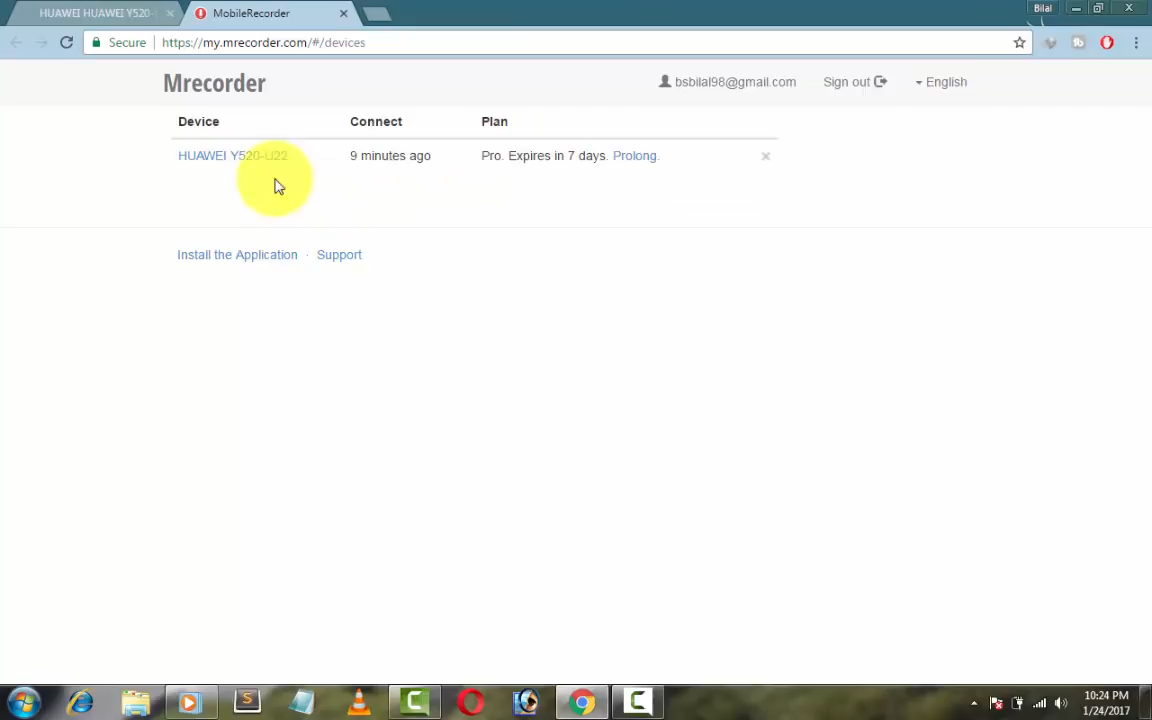 HUAWEI HUAWEI Y520-
MobileRecorder
Bilal
Secure
https://my.mrecorder.com/#/devices
Mrecorder
bsbilal98@gmail.com
Sign out
English
Device Connect Plan
HUAWEI Y520-U22 9 minutes ago Pro. Expires in 7 days. Prolong.
Install the Application · Support
10:24 PM
1/24/2017